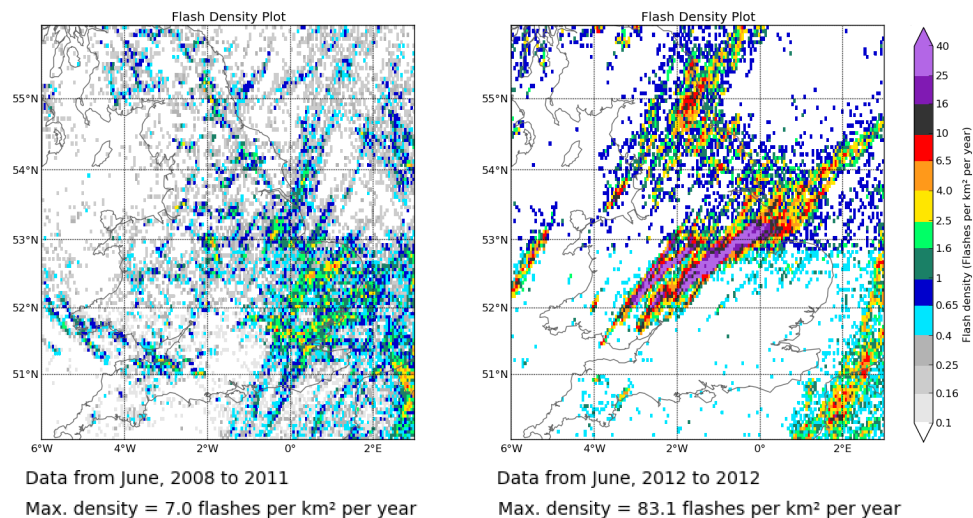 Flash Density Plot
55°N
54°N
53°N
52°N
51°N
6°W 4°W 2°W 0° 2°E
Data from June, 2008 to 2011
Max. density = 7.0 flashes per km² per year
Flash Density Plot
55°N
54°N
53°N
52°N
51°N
6°W 4°W 2°W 0° 2°E
Data from June, 2012 to 2012
Max. density = 83.1 flashes per km² per year
40
25
16
10
6.5
4.0
2.5
1.6
1
0.65
0.4
0.25
0.16
0.1
Flash density (Flashes per km² per year)